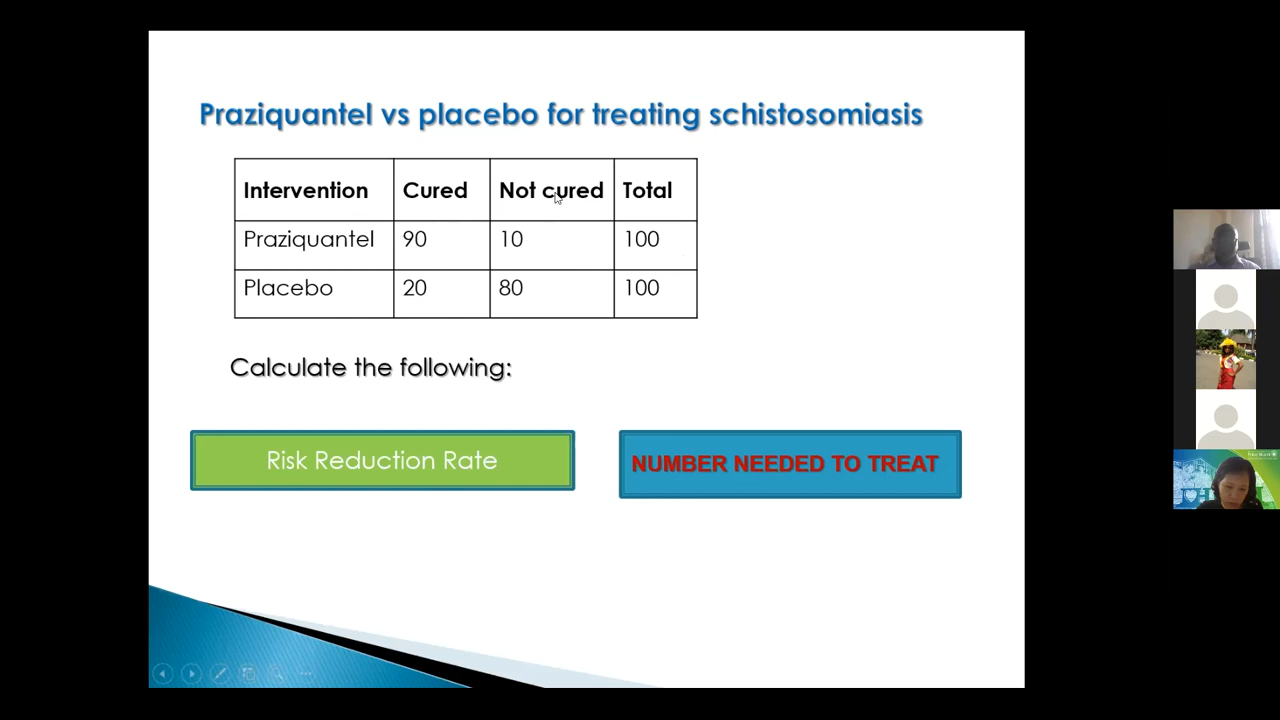 Praziquantel vs placebo for treating schistosomiasis
Intervention Cured Not cured Total
Praziquantel 90 10 100
Placebo 20 80 100
Calculate the following:
Risk Reduction Rate
NUMBER NEEDED TO TREAT